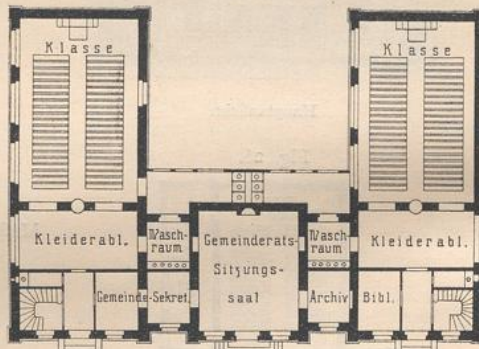 Klasse
Klasse
Kleiderabl.
Wasch-
raum
Gemeinderats-
Sitzungs-
saal
Wasch-
raum
Kleiderabl.
Gemeinde-Sekret.
Archiv
Bibl.